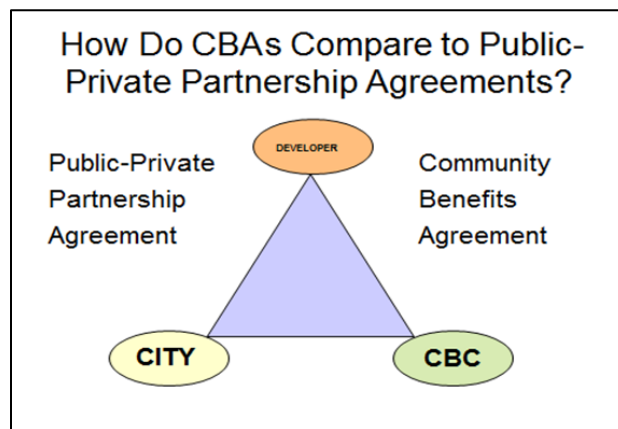 How Do CBAs Compare to Public-
Private Partnership Agreements?
DEVELOPER
Public-Private
Partnership
Agreement
Community
Benefits
Agreement
CITY
CBC